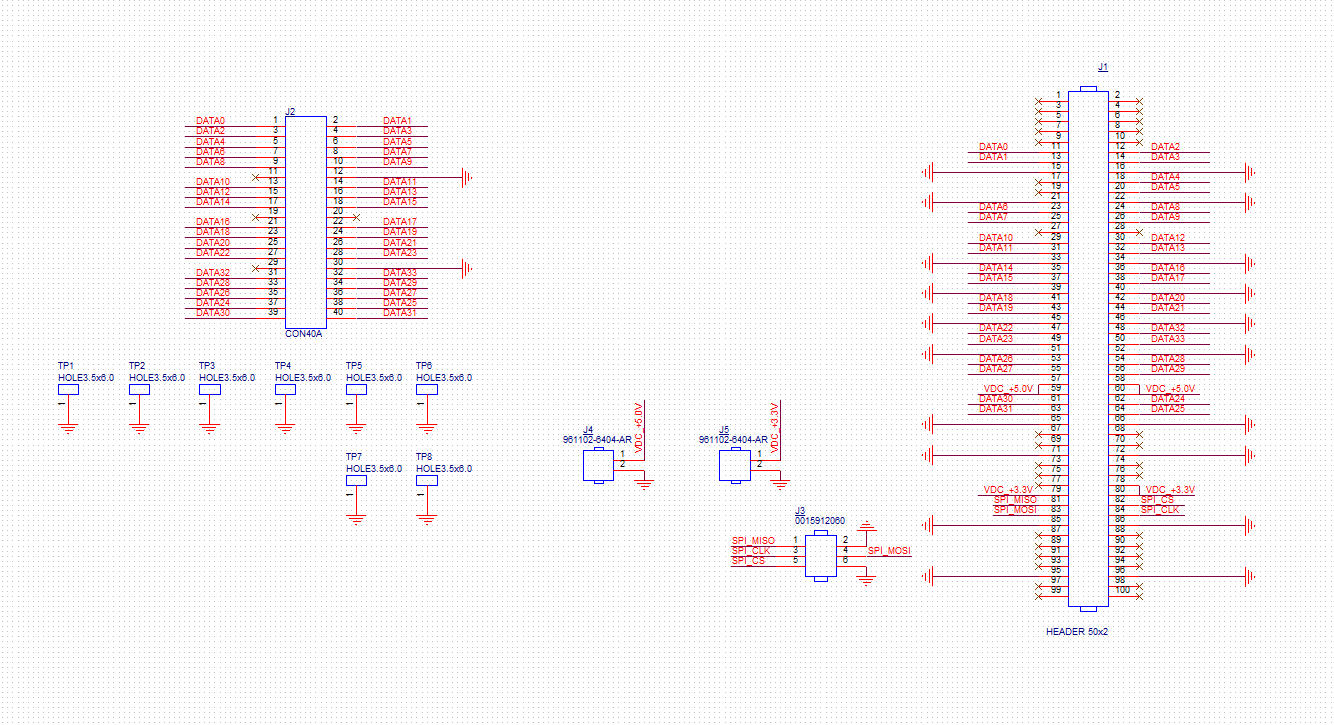 J1
J2
1 2
3 4
5 6
7 8
9 10
DATA0 11 12 DATA2
DATA1 13 14 DATA3
15 16
17 18 DATA4
19 20 DATA5
21 22
DATA6 23 24 DATA8
DATA7 25 26 DATA9
27 28
DATA10 29 30 DATA12
DATA11 31 32 DATA13
33 34
DATA14 35 36 DATA16
DATA15 37 38 DATA17
39 40
DATA18 41 42 DATA20
DATA19 43 44 DATA21
45 46
DATA22 47 48 DATA32
DATA23 49 50 DATA33
51 52
DATA26 53 54 DATA28
DATA27 55 56 DATA29
57 58
VDC_+5.0V 59 60 VDC_+5.0V
DATA30 61 62 DATA24
DATA31 63 64 DATA25
65 66
67 68
69 70
71 72
73 74
75 76
77 78
VDC_+3.3V 79 80 VDC_+3.3V
SPI_MISO 81 82 SPI_CS
SPI_MOSI 83 84 SPI_CLK
85 86
87 88
89 90
91 92
93 94
95 96
97 98
99 100
HEADER 50x2
DATA0 1 2 DATA1
DATA2 3 4 DATA3
DATA4 5 6 DATA5
DATA6 7 8 DATA7
DATA8 9 10 DATA9
11 12
DATA10 13 14 DATA11
DATA12 15 16 DATA13
DATA14 17 18 DATA15
19 20
DATA16 21 22 DATA17
DATA18 23 24 DATA19
DATA20 25 26 DATA21
DATA22 27 28 DATA23
29 30
DATA32 31 32 DATA33
DATA28 33 34 DATA29
DATA26 35 36 DATA27
DATA24 37 38 DATA25
DATA30 39 40 DATA31
CON40A
TP1 TP2 TP3 TP4 TP5 TP6
HOLE3.5x6.0 HOLE3.5x6.0 HOLE3.5x6.0 HOLE3.5x6.0 HOLE3.5x6.0 HOLE3.5x6.0
1 1 1 1 1 1
TP7 TP8
HOLE3.5x6.0 HOLE3.5x6.0
1 1
J4
961102-6404-AR
VDC_+5.0V
1
2
J5
961102-6404-AR
VDC_+3.3V
1
2
J3
0015912060
SPI_MISO 1 2
SPI_CLK 3 4 SPI_MOSI
SPI_CS 5 6